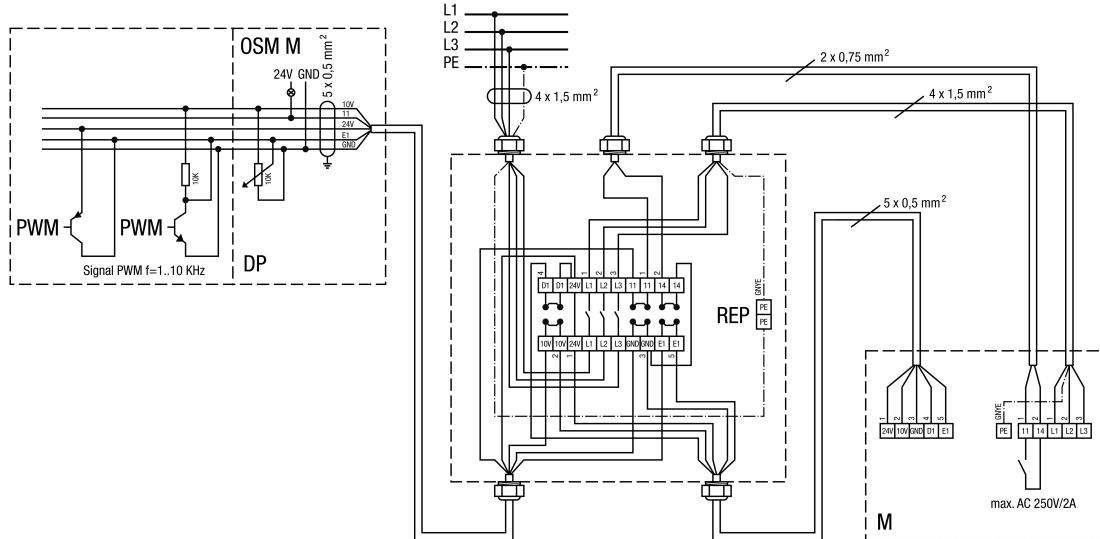 L1
L2
L3
PE
4 x 1,5 mm²
2 x 0,75 mm²
4 x 1,5 mm²
5 x 0,5 mm²
OSM M
24V GND
5 x 0,5 mm²
10V
11
24V
E1
GND
10K
10K
PWM
PWM
Signal PWM f=1..10 KHz
DP
4 1 2 3 1 2
D1 D1 24V L1 L2 L3 11 11 14 14
10V 10V 24V L1 L2 L3 GND GND E1 E1
2 1 3 5
REP
GNYE
PE
PE
1 2 3 4 5
24V 10V GND D1 E1
GNYE
1 2 1 2 3
PE 11 14 L1 L2 L3
max. AC 250V/2A
M